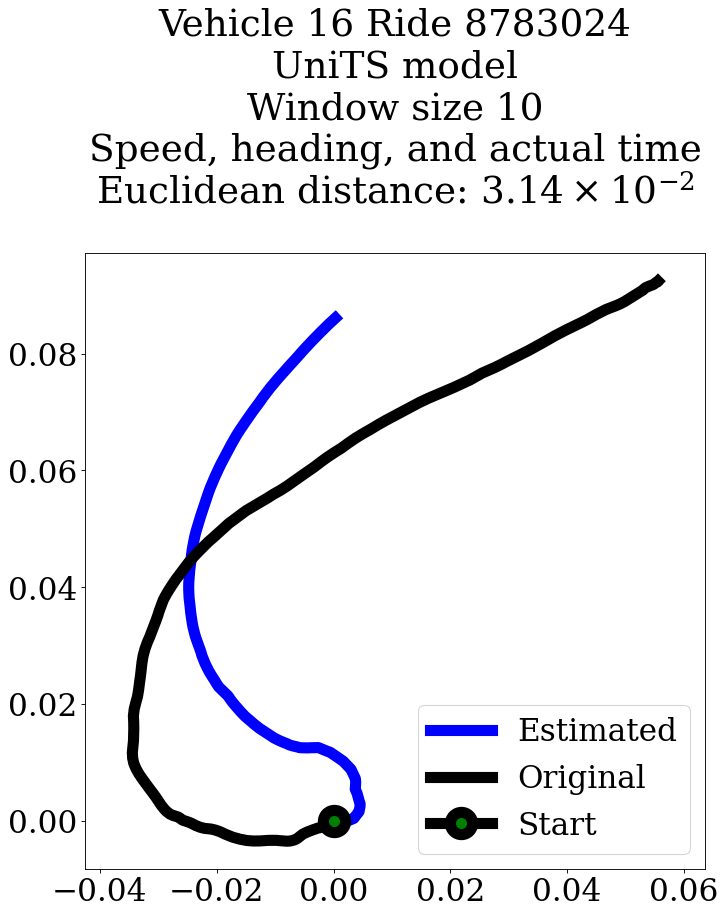 Vehicle 16 Ride 8783024
UniTS model
Window size 10
Speed, heading, and actual time
Euclidean distance: 3.14 × 10⁻²
0.08
0.06
0.04
0.02
0.00
Estimated
Original
Start
−0.04 −0.02 0.00 0.02 0.04 0.06